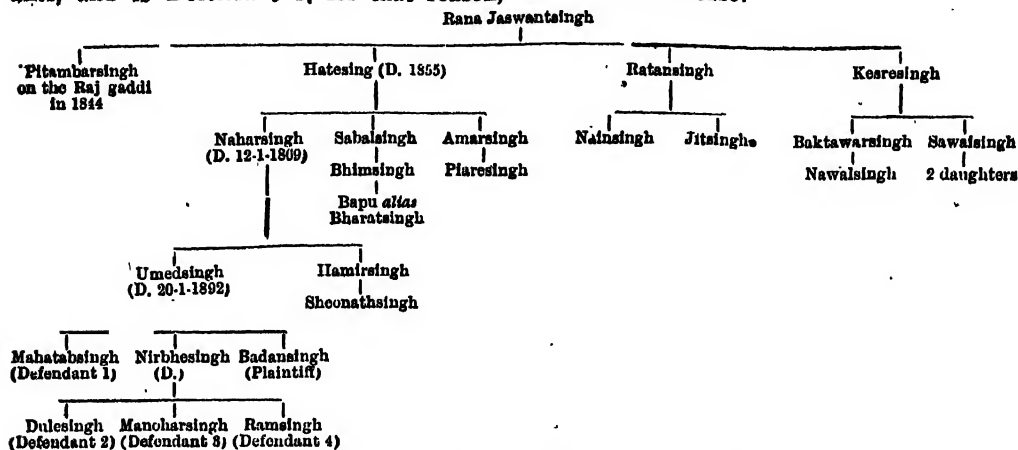 Rana Jaswantsingh
Pitambarsingh Hatesing (D. 1855) Ratansingh Kesresingh
on the Raj gaddi
in 1844
Naharsingh Sabalsingh Amarsingh Nainsingh Jitsingh Baktawarsingh Sawaisingh
(D. 12-1-1809) Bhimsingh Piaresingh Nawalsingh 2 daughters
Bapu alias
Bharatsingh
Umedsingh Hamirsingh
(D. 20-1-1892) Sheonathsingh
Mahatabsingh Nirbhesingh Badansingh
(Defendant 1) (D.) (Plaintiff)
Dulesingh Manoharsingh Ramsingh
(Defendant 2) (Defendant 3) (Defendant 4)